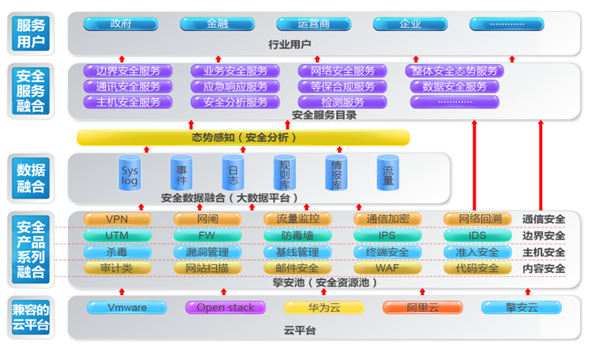 服务用户
政府 金融 运营商 企业 ............
行业用户
安全服务融合
边界安全服务 业务安全服务 网络安全服务 整体安全态势服务
通讯安全服务 应急响应服务 等保合规服务 数据安全服务
主机安全服务 安全分析服务 检测服务 ............
安全服务目录
态势感知（安全分析）
数据融合
Sys log 事件 日志 规则库 情报库 流量
安全数据融合（大数据平台）
安全产品系列融合
VPN 网闸 流量监控 通信加密 网络回溯 通信安全
UTM FW 防毒墙 IPS IDS 边界安全
杀毒 漏洞管理 基线管理 终端安全 准入安全 主机安全
审计类 网站扫描 邮件安全 WAF 代码安全 内容安全
擎安池（安全资源池）
兼容的云平台
Vmware Open stack 华为云 阿里云 擎安云
云平台